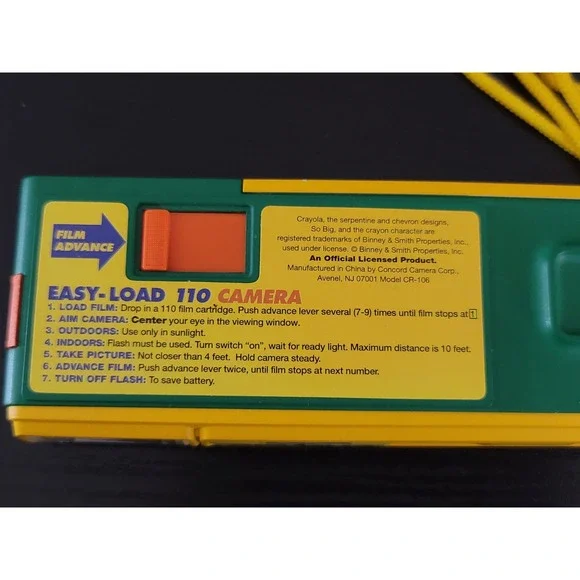 FILM
ADVANCE
Crayola, the serpentine and chevron designs,
So Big, and the crayon character are
registered trademarks of Binney & Smith Properties, Inc.,
used under license. © Binney & Smith Properties, Inc.
An Official Licensed Product.
Manufactured in China by Concord Camera Corp.,
Avenel, NJ 07001 Model CR-106
EASY-LOAD 110 CAMERA
1. LOAD FILM: Drop in a 110 film cartridge. Push advance lever several (7-9) times until film stops at 1
2. AIM CAMERA: Center your eye in the viewing window.
3. OUTDOORS: Use only in sunlight.
4. INDOORS: Flash must be used. Turn switch "on", wait for ready light. Maximum distance is 10 feet.
5. TAKE PICTURE: Not closer than 4 feet. Hold camera steady.
6. ADVANCE FILM: Push advance lever twice, until film stops at next number.
7. TURN OFF FLASH: To save battery.